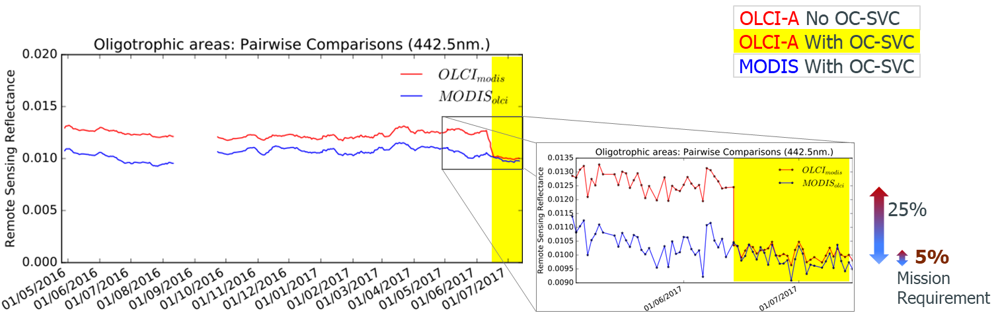 OLCI-A No OC-SVC
OLCI-A With OC-SVC
MODIS With OC-SVC
Oligotrophic areas: Pairwise Comparisons (442.5nm.)
Remote Sensing Reflectance
0.020
0.015
0.010
0.005
0.000
OLCI_modis
MODIS_olci
01/05/2016
01/06/2016
01/07/2016
01/08/2016
01/09/2016
01/10/2016
01/11/2016
01/12/2016
01/01/2017
01/02/2017
01/03/2017
01/04/2017
01/05/2017
01/06/2017
01/07/2017
Oligotrophic areas: Pairwise Comparisons (442.5nm.)
Remote Sensing Reflectance
0.0135
0.0130
0.0125
0.0120
0.0115
0.0110
0.0105
0.0100
0.0095
0.0090
OLCI_modis
MODIS_olci
01/06/2017
01/07/2017
25%
5%
Mission
Requirement